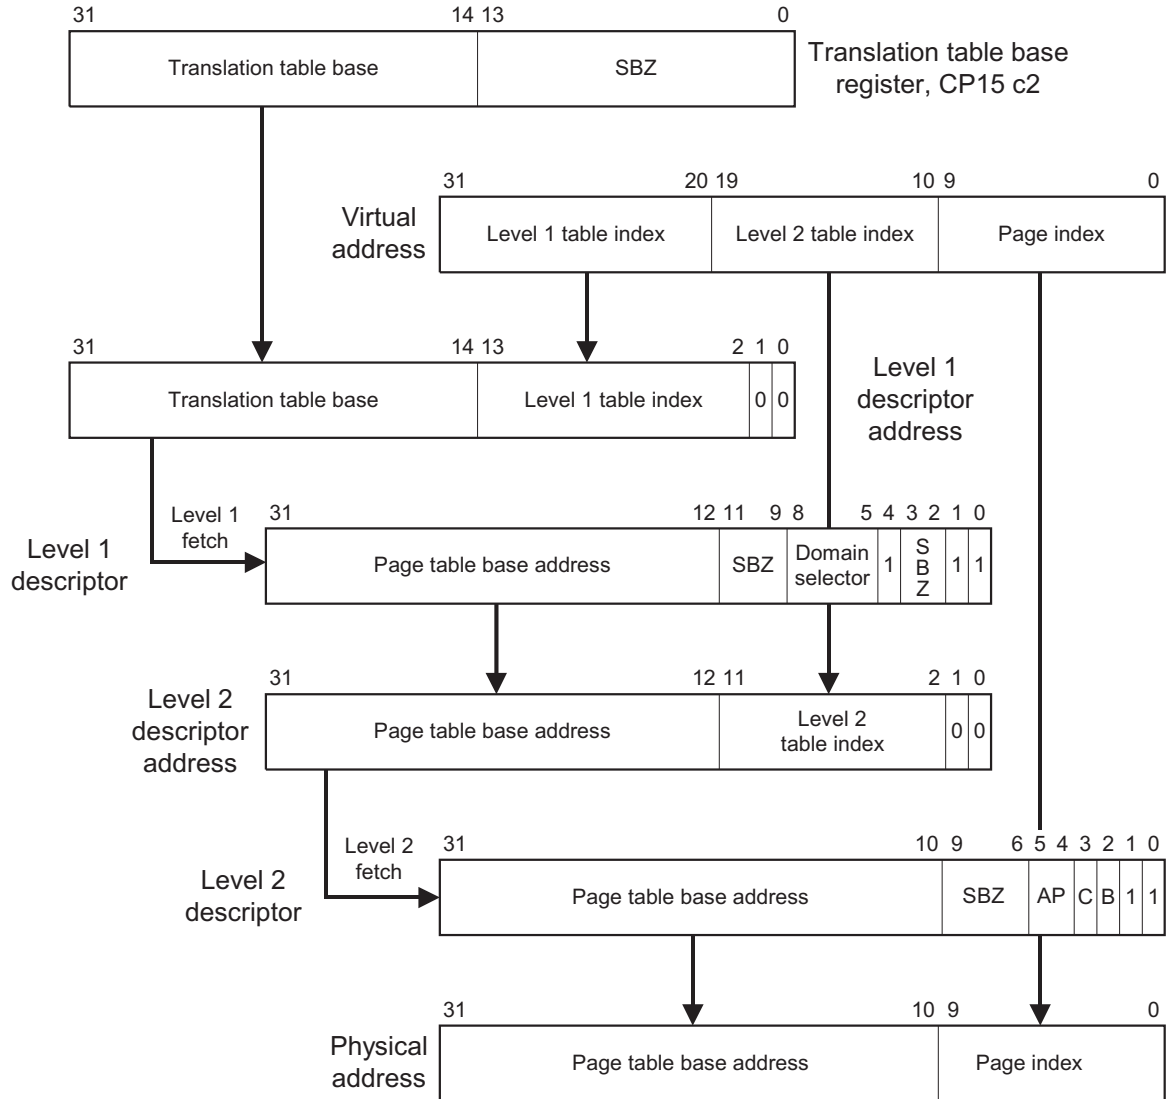 31 14 13 0
Translation table base SBZ
Translation table base
register, CP15 c2
31 20 19 10 9 0
Virtual
address
Level 1 table index Level 2 table index Page index
31 14 13 2 1 0
Translation table base Level 1 table index 0 0
Level 1
descriptor
address
Level 1
fetch
31 12 11 9 8 5 4 3 2 1 0
Level 1
descriptor
Page table base address SBZ Domain
selector
1
S
B
Z
1 1
31 12 11 2 1 0
Level 2
descriptor
address
Page table base address Level 2
table index
0 0
Level 2
fetch
31 10 9 6 5 4 3 2 1 0
Level 2
descriptor
Page table base address SBZ AP C B 1 1
31 10 9 0
Physical
address
Page table base address Page index